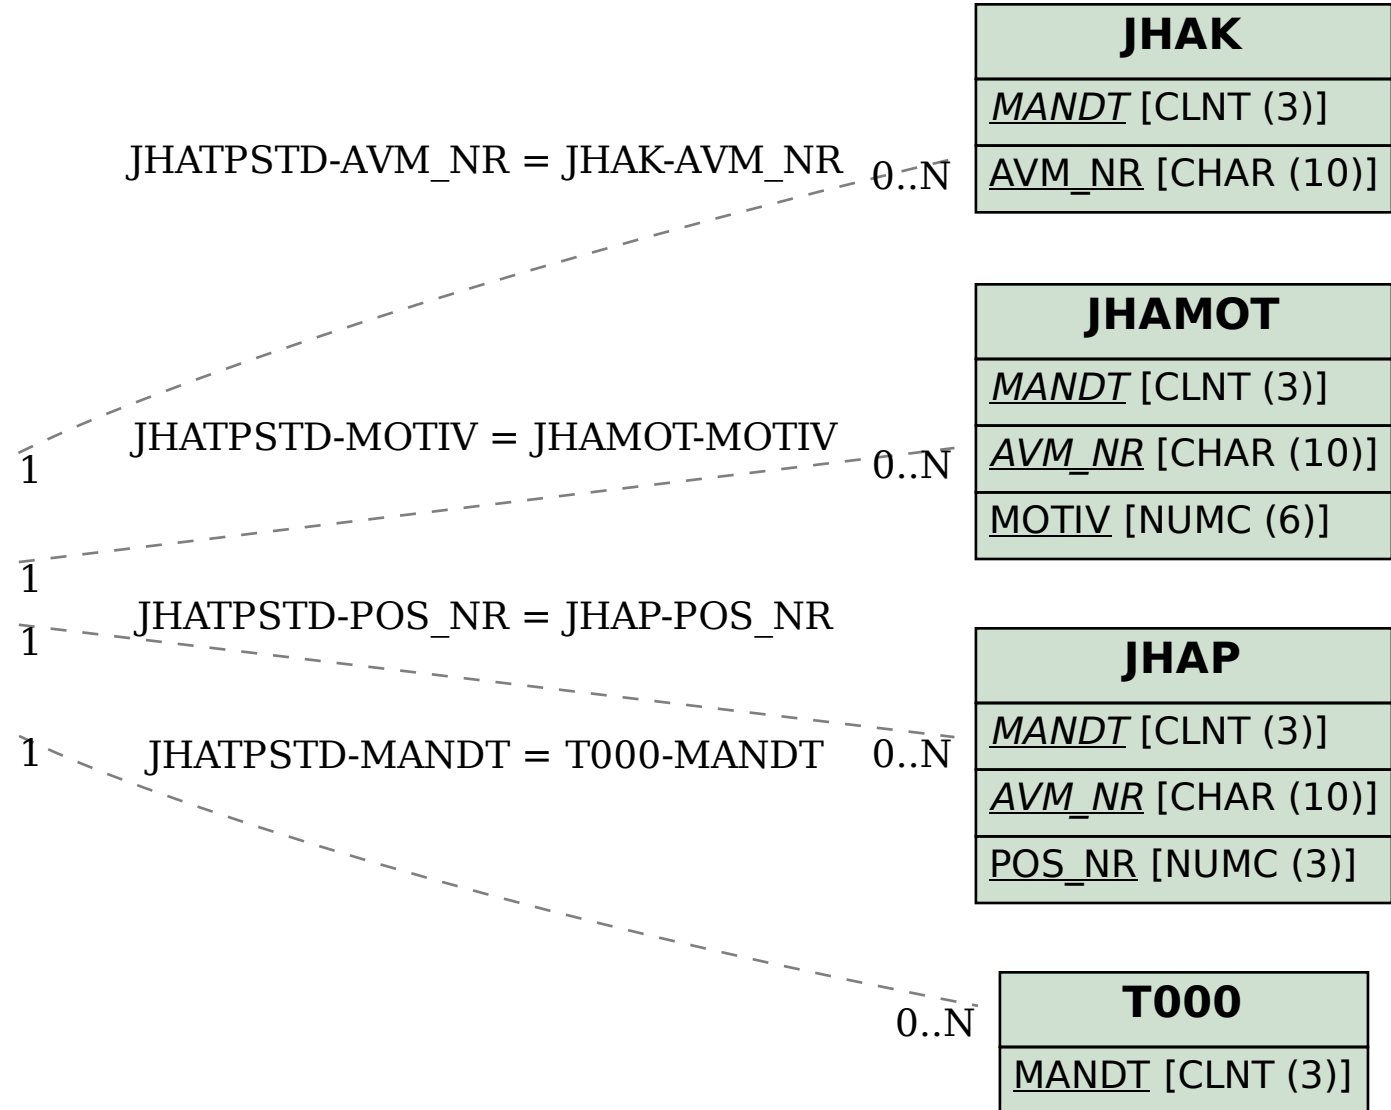 JHAK
MANDT [CLNT (3)]
JHATPSTD-AVM_NR = JHAK-AVM_NR
0..N
AVM_NR [CHAR (10)]
JHAMOT
MANDT [CLNT (3)]
JHATPSTD-MOTIV = JHAMOT-MOTIV
0..N
AVM_NR [CHAR (10)]
1
MOTIV [NUMC (6)]
1
JHATPSTD-POS_NR = JHAP-POS_NR
1
JHAP
MANDT [CLNT (3)]
1
JHATPSTD-MANDT = T000-MANDT
0..N
AVM_NR [CHAR (10)]
POS_NR [NUMC (3)]
T000
0..N
MANDT [CLNT (3)]